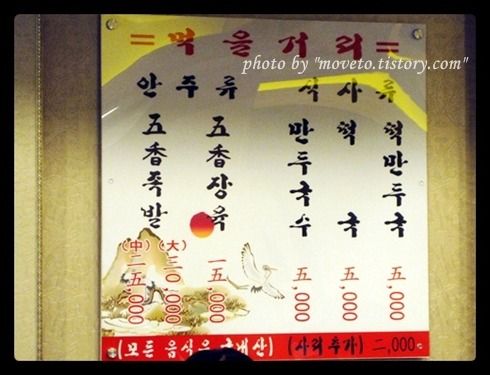 = 먹을거리 =
photo by "moveto.tistory.com"
안주류
五香족발
(中) 二五,000
(大) 三0,000
五香장육
一五,000
식사류
만두국수
五,000
떡국
五,000
떡만두국
五,000
(모든 음식은 국내산) (사리추가) 二,000